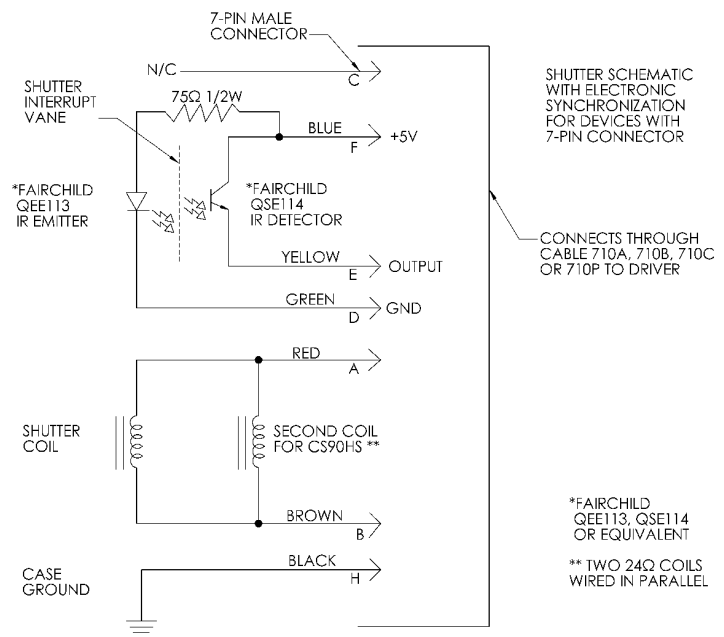 7-PIN MALE
CONNECTOR
N/C
C
SHUTTER
INTERRUPT
VANE
75Ω 1/2W
BLUE
F
+5V
SHUTTER SCHEMATIC
WITH ELECTRONIC
SYNCHRONIZATION
FOR DEVICES WITH
7-PIN CONNECTOR
*FAIRCHILD
QEE113
IR EMITTER
*FAIRCHILD
QSE114
IR DETECTOR
YELLOW
E
OUTPUT
CONNECTS THROUGH
CABLE 710A, 710B, 710C
OR 710P TO DRIVER
GREEN
D
GND
RED
A
SHUTTER
COIL
SECOND COIL
FOR CS90HS **
BROWN
B
*FAIRCHILD
QEE113, QSE114
OR EQUIVALENT
** TWO 24Ω COILS
WIRED IN PARALLEL
BLACK
H
CASE
GROUND